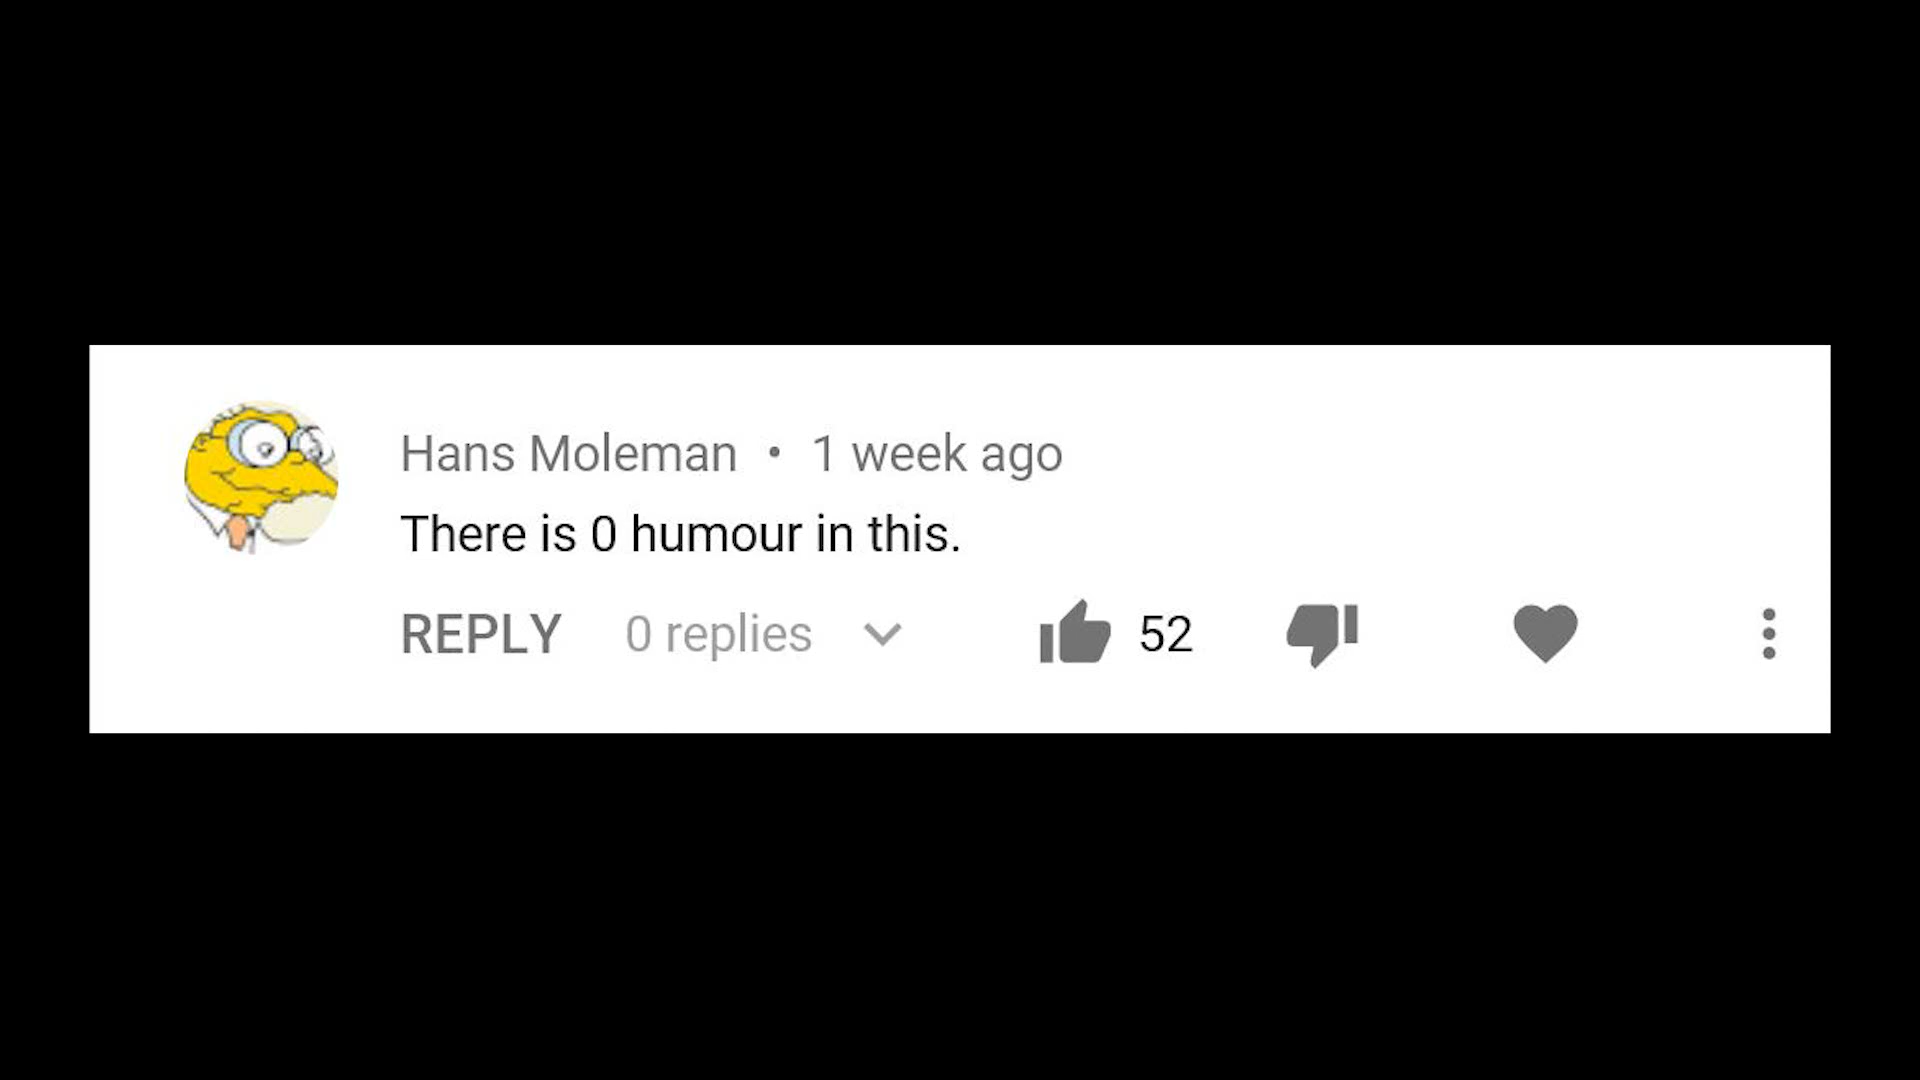 Hans Moleman • 1 week ago
There is 0 humour in this.
REPLY 0 replies 52